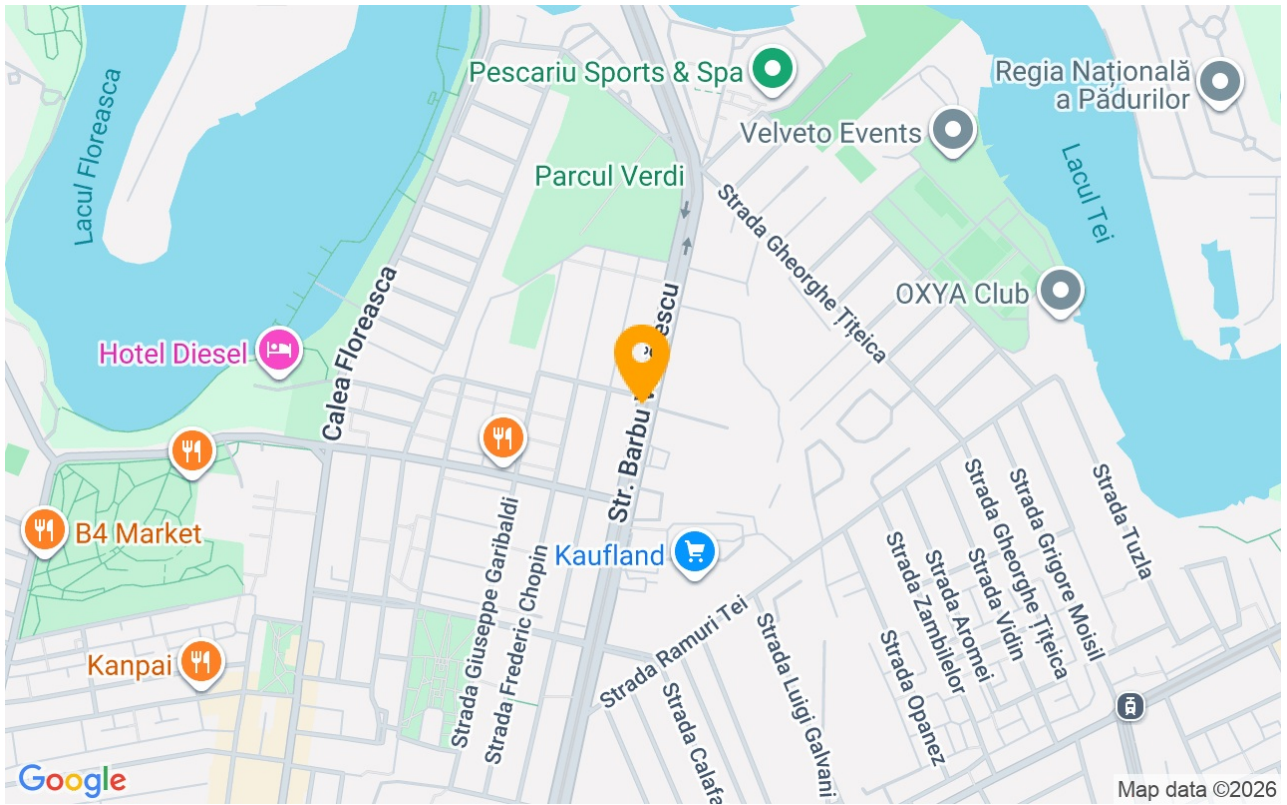 Pescariu Sports & Spa
Regia Națională
a Pădurilor
Velveto Events
Lacul Floreasca
Lacul Tei
Parcul Verdi
Strada Gheorghe Țițeica
OXYA Club
Calea Floreasca
Hotel Diesel
Str. Barbu
escu
B4 Market
Kaufland
Strada Giuseppe Garibaldi
Strada Frederic Chopin
Strada Ramuri Tei
Strada Luigi Galvani
Strada Calafa
Strada Opanez
Strada Zambilelor
Strada Aromei
Strada Vidin
Strada Gheorghe Țițeica
Strada Grigore Moisil
Strada Tuzla
Kanpai
Google
Map data ©2026